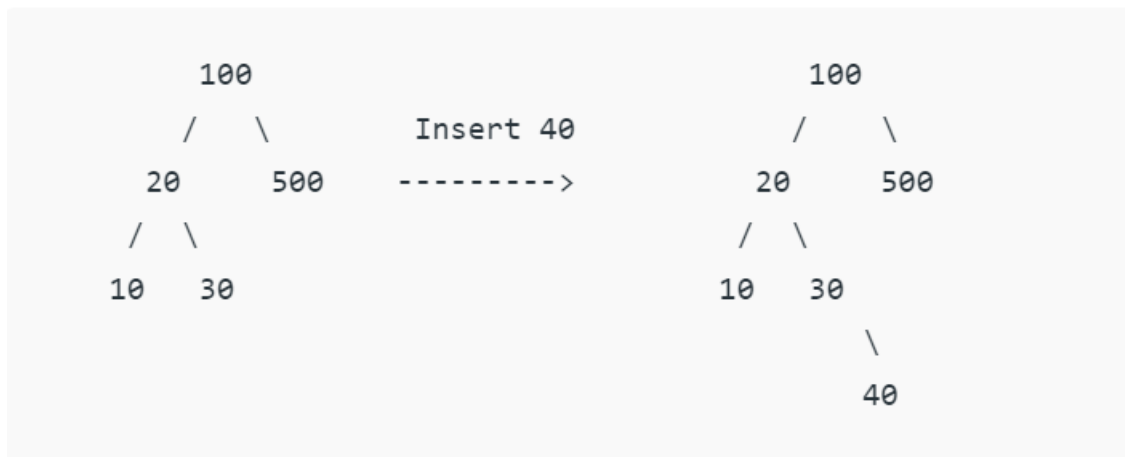 100                               100
       /   \        Insert 40            /    \
     20     500    --------->          20     500
    /  \                              /  \
   10   30                           10   30
                                            \
                                            40